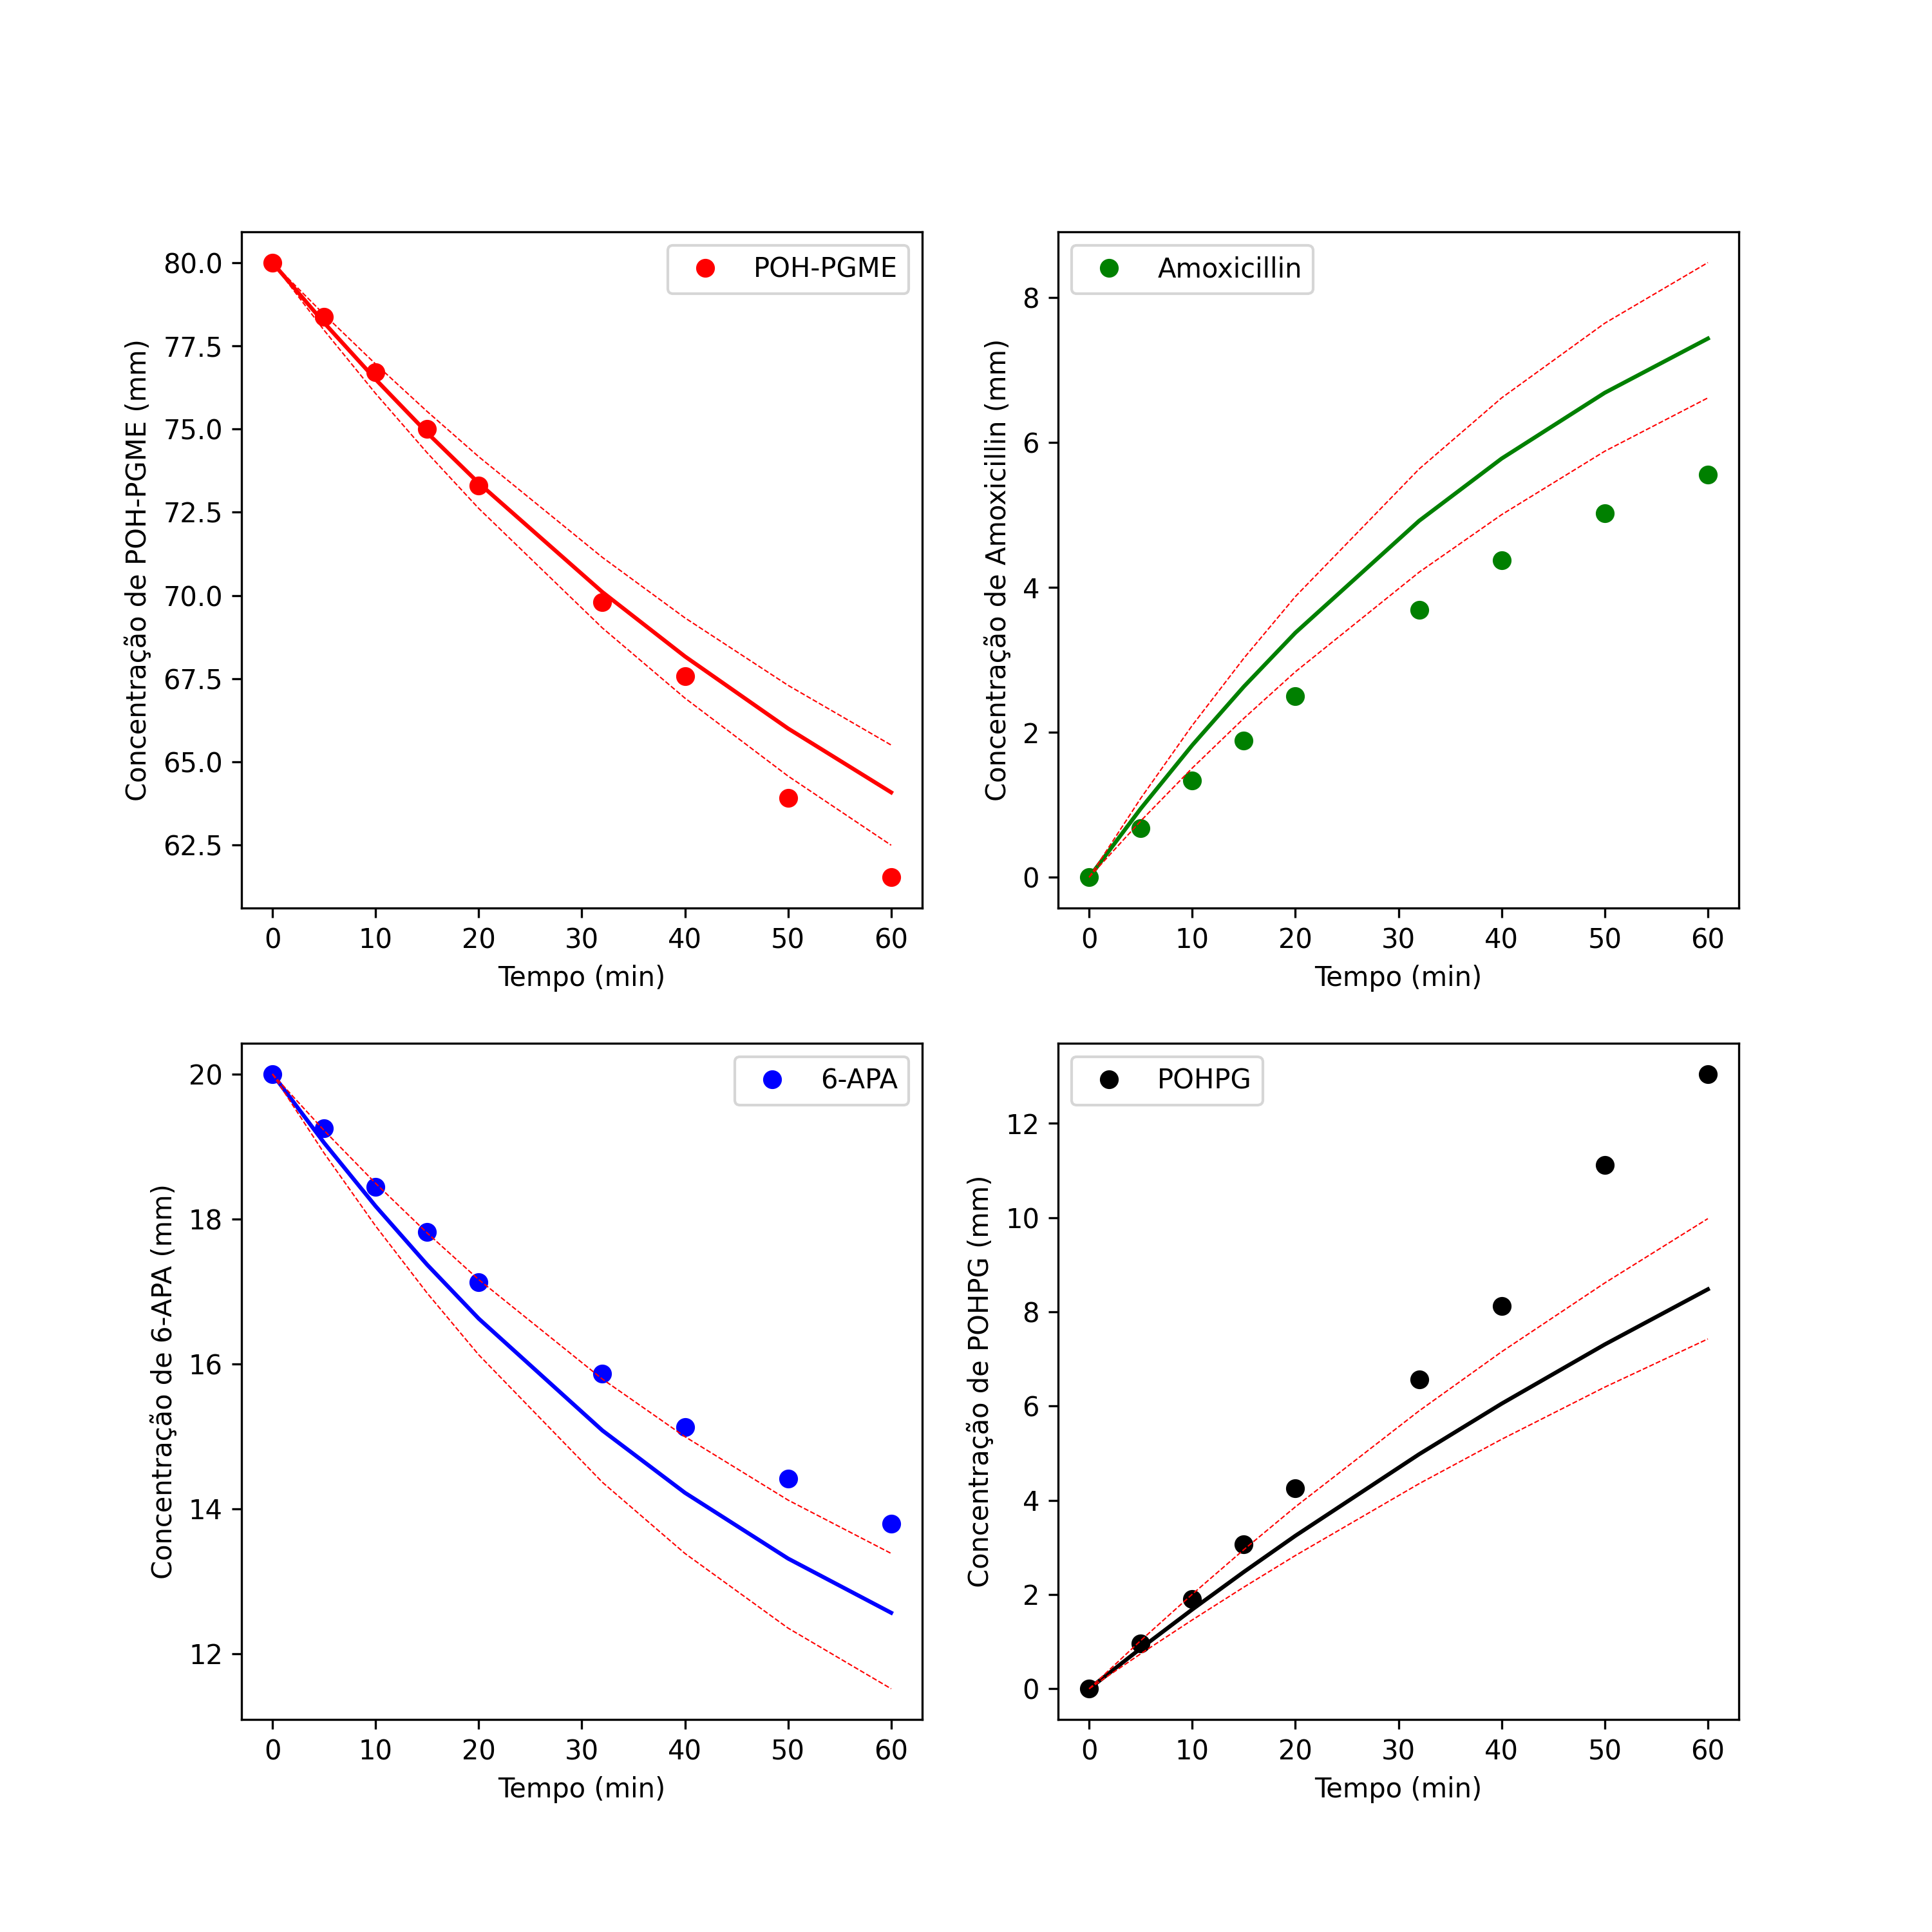 POH-PGME
Concentração de POH-PGME (mm)
80.0
77.5
75.0
72.5
70.0
67.5
65.0
62.5
0 10 20 30 40 50 60
Tempo (min)
Amoxicillin
Concentração de Amoxicillin (mm)
8
6
4
2
0
0 10 20 30 40 50 60
Tempo (min)
6-APA
Concentração de 6-APA (mm)
20
18
16
14
12
0 10 20 30 40 50 60
Tempo (min)
POHPG
Concentração de POHPG (mm)
12
10
8
6
4
2
0
0 10 20 30 40 50 60
Tempo (min)